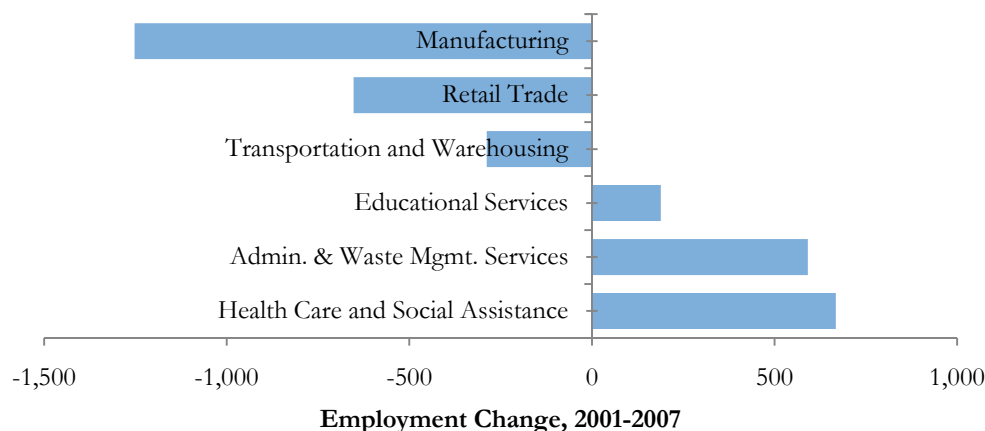 Manufacturing
Retail Trade
Transportation and Warehousing
Educational Services
Admin. & Waste Mgmt. Services
Health Care and Social Assistance
-1,500 -1,000 -500 0 500 1,000
Employment Change, 2001-2007